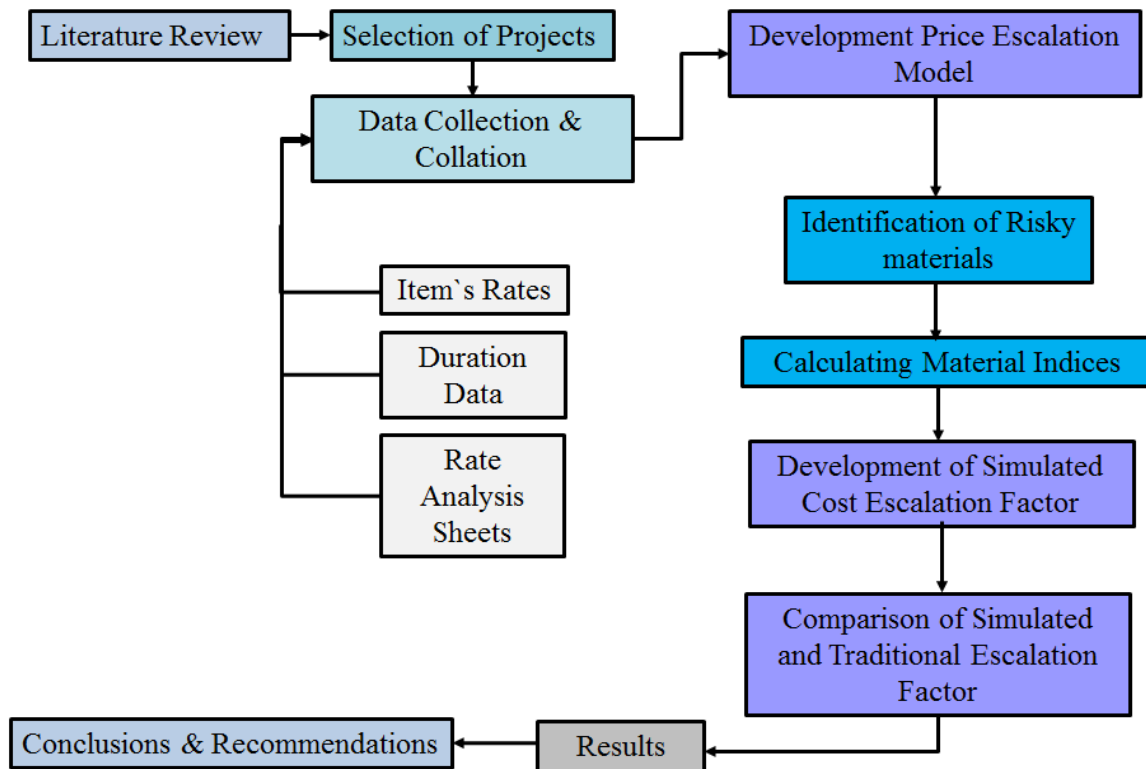 Literature Review
Selection of Projects
Data Collection &
Collation
Item`s Rates
Duration
Data
Rate
Analysis
Sheets
Development Price Escalation
Model
Identification of Risky
materials
Calculating Material Indices
Development of Simulated
Cost Escalation Factor
Comparison of Simulated
and Traditional Escalation
Factor
Results
Conclusions & Recommendations